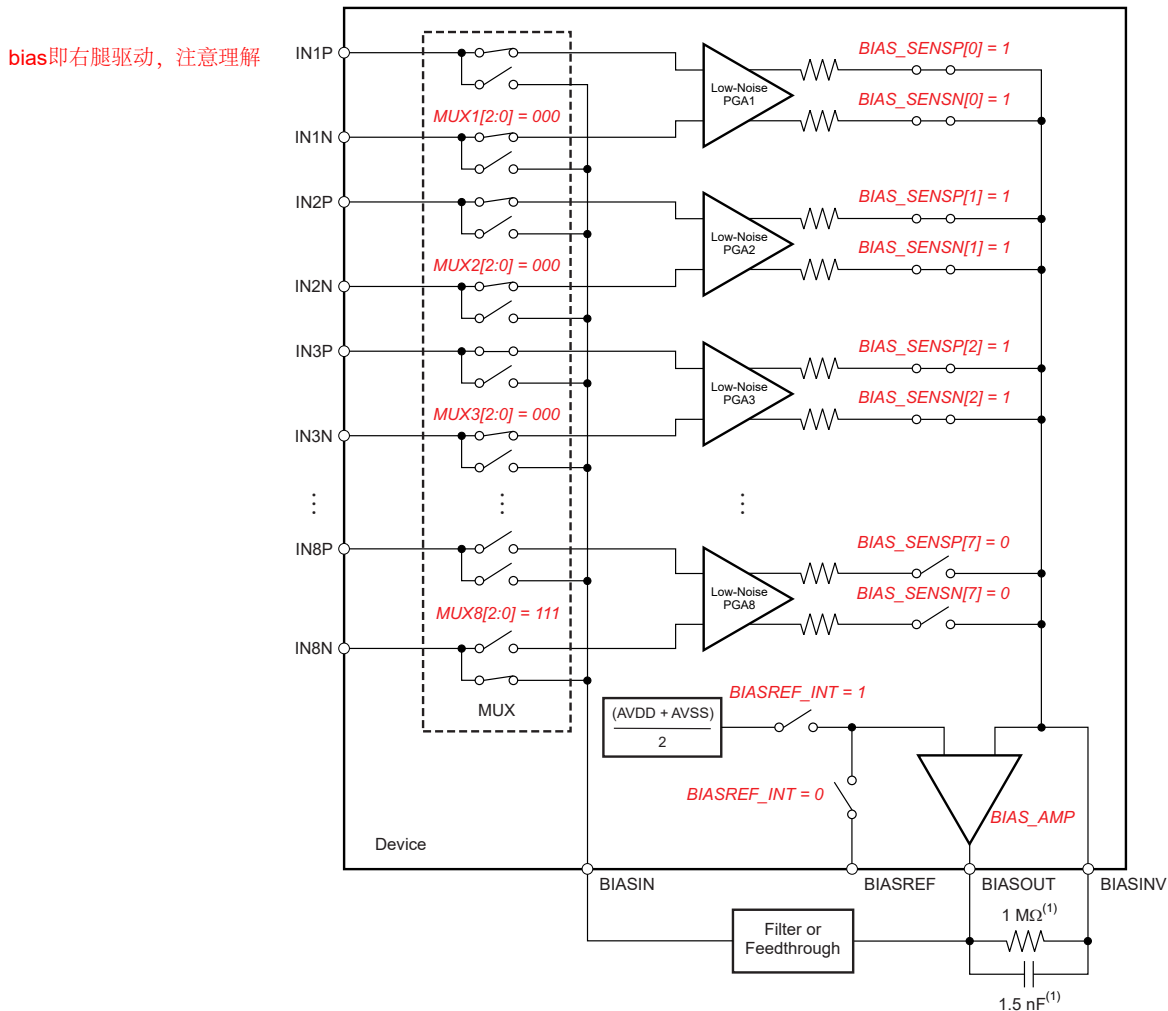 bias即右腿驱动，注意理解
IN1P
Low-Noise
PGA1
BIAS_SENSP[0] = 1
BIAS_SENSN[0] = 1
MUX1[2:0] = 000
IN1N
IN2P
Low-Noise
PGA2
BIAS_SENSP[1] = 1
BIAS_SENSN[1] = 1
MUX2[2:0] = 000
IN2N
IN3P
Low-Noise
PGA3
BIAS_SENSP[2] = 1
BIAS_SENSN[2] = 1
MUX3[2:0] = 000
IN3N
IN8P
Low-Noise
PGA8
BIAS_SENSP[7] = 0
BIAS_SENSN[7] = 0
MUX8[2:0] = 111
IN8N
MUX
BIASREF_INT = 1
(AVDD + AVSS)
2
BIASREF_INT = 0
BIAS_AMP
Device
BIASIN
BIASREF
BIASOUT
BIASINV
Filter or
Feedthrough
1 MΩ(1)
1.5 nF(1)